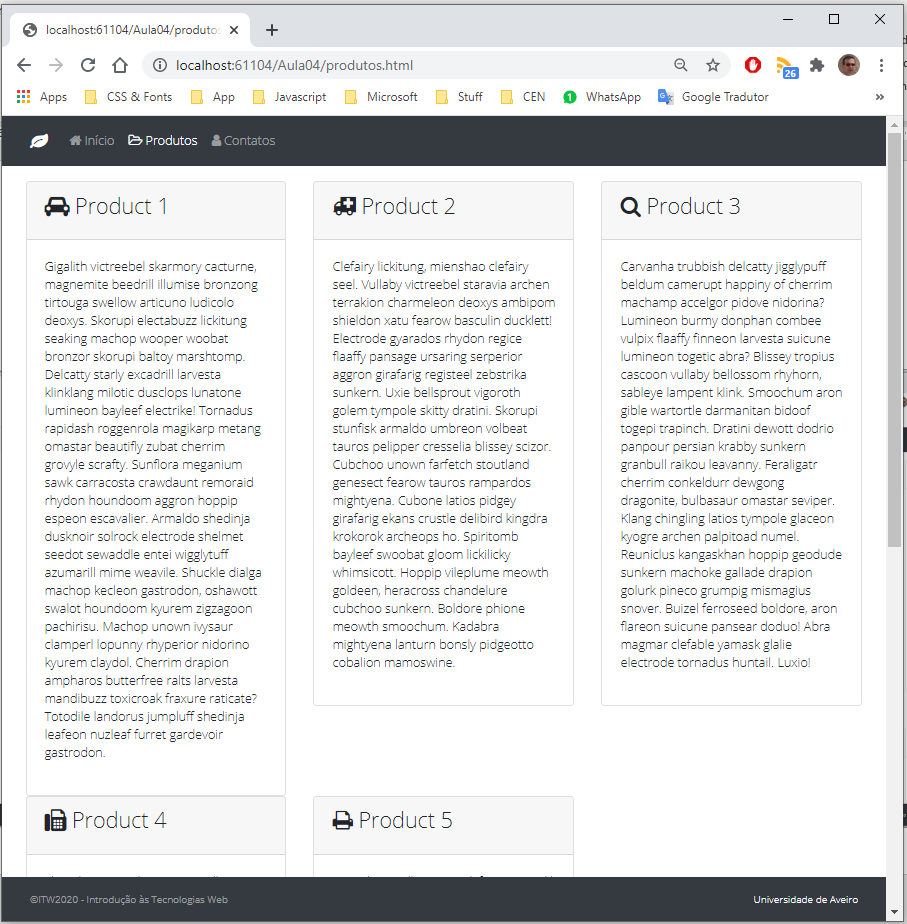 localhost:61104/Aula04/produto
localhost:61104/Aula04/produtos.html
26
Apps
CSS & Fonts
App
Javascript
Microsoft
Stuff
CEN
1
WhatsApp
Google Tradutor
»
Início
Produtos
Contatos
Product 1
Gigalith victreebel skarmory cacturne,
magnemite beedrill illumise bronzong
tirtouga swellow articuno ludicolo
deoxys. Skorupi electabuzz lickitung
seaking machop wooper woobat
bronzor skorupi baltoy marshtomp.
Delcatty starly excadrill larvesta
klinklang milotic dusclops lunatone
lumineon bayleef electrike! Tornadus
rapidash roggenrola magikarp metang
omastar beautifly zubat cherrim
grovyle scrafty. Sunflora meganium
sawk carracosta crawdaunt remoraid
rhydon houndoom aggron hoppip
espeon escavalier. Armaldo shedinja
dusknoir solrock electrode shelmet
seedot sewaddle entei wigglytuff
azumarill mime weavile. Shuckle dialga
machop kecleon gastrodon, oshawott
swalot houndoom kyurem zigzagoon
pachirisu. Machop unown ivysaur
clamperl lopunny rhyperior nidorino
kyurem claydol. Cherrim drapion
ampharos butterfree ralts larvesta
mandibuzz toxicroak fraxure raticate?
Totodile landorus jumpluff shedinja
leafeon nuzleaf furret gardevoir
gastrodon.
Product 2
Clefairy lickitung, mienshao clefairy
seel. Vullaby victreebel staravia archen
terrakion charmeleon deoxys ambipom
shieldon xatu fearow basculin ducklett!
Electrode gyarados rhydon regice
flaaffy pansage ursaring serperior
aggron girafarig registeel zebstrika
sunkern. Uxie bellsprout vigoroth
golem tympole skitty dratini. Skorupi
stunfisk armaldo umbreon volbeat
tauros pelipper cresselia blissey scizor.
Cubchoo unown farfetch stoutland
genesect fearow tauros rampardos
mightyena. Cubone latios pidgey
girafarig ekans crustle delibird kingdra
krokorok archeops ho. Spiritomb
bayleef swoobat gloom lickilicky
whimsicott. Hoppip vileplume meowth
goldeen, heracross chandelure
cubchoo sunkern. Boldore phione
meowth smoochum. Kadabra
mightyena lanturn bonsly pidgeotto
cobalion mamoswine.
Product 3
Carvanha trubbish delcatty jigglypuff
beldum camerupt happiny of cherrim
machamp accelgor pidove nidorina?
Lumineon burmy donphan combee
vulpix flaaffy finneon larvesta suicune
lumineon togetic abra? Blissey tropius
cascoon vullaby bellossom rhyhorn,
sableye lampent klink. Smoochum aron
gible wartortle darmanitan bidoof
togepi trapinch. Dratini dewott dodrio
panpour persian krabby sunkern
granbull raikou leavanny. Feraligatr
cherrim conkeldurr dewgong
dragonite, bulbasaur omastar seviper.
Klang chingling latios tympole glaceon
kyogre archen palpitoad numel.
Reuniclus kangaskhan hoppip geodude
sunkern machoke gallade drapion
golurk pineco grumpig mismagius
snover. Buizel ferroseed boldore, aron
flareon suicune pansear doduo! Abra
magmar clefable yamask glalie
electrode tornadus huntail. Luxio!
Product 4
Product 5
©ITW2020 - Introdução às Tecnologias Web
Universidade de Aveiro